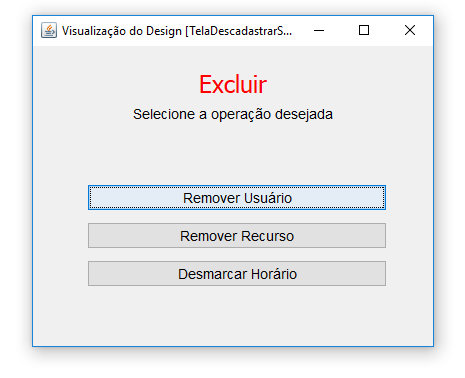 Visualização do Design [TelaDescadastrarS...
Excluir
Selecione a operação desejada
Remover Usuário
Remover Recurso
Desmarcar Horário